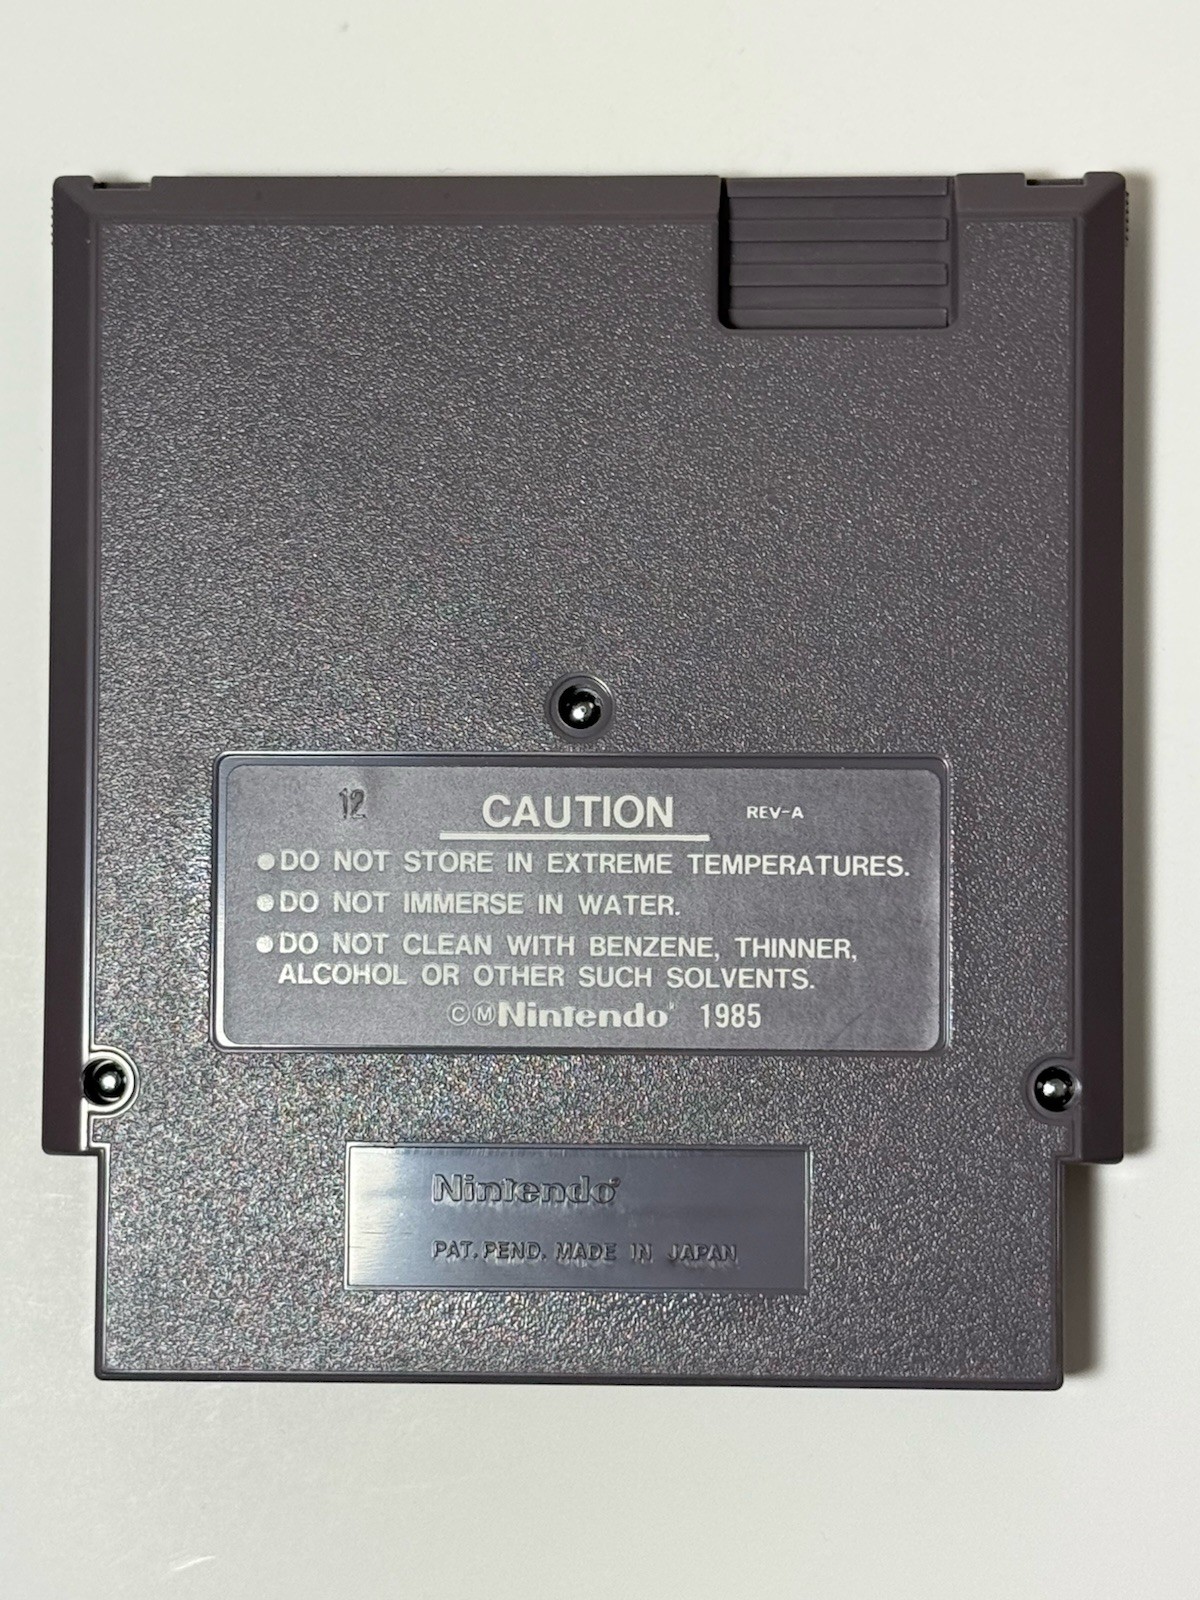 12 CAUTION REV-A
●DO NOT STORE IN EXTREME TEMPERATURES.
●DO NOT IMMERSE IN WATER.
●DO NOT CLEAN WITH BENZENE, THINNER,
ALCOHOL OR OTHER SUCH SOLVENTS.
ⒸⓂNintendo® 1985
Nintendo®
PAT. PEND. MADE IN JAPAN